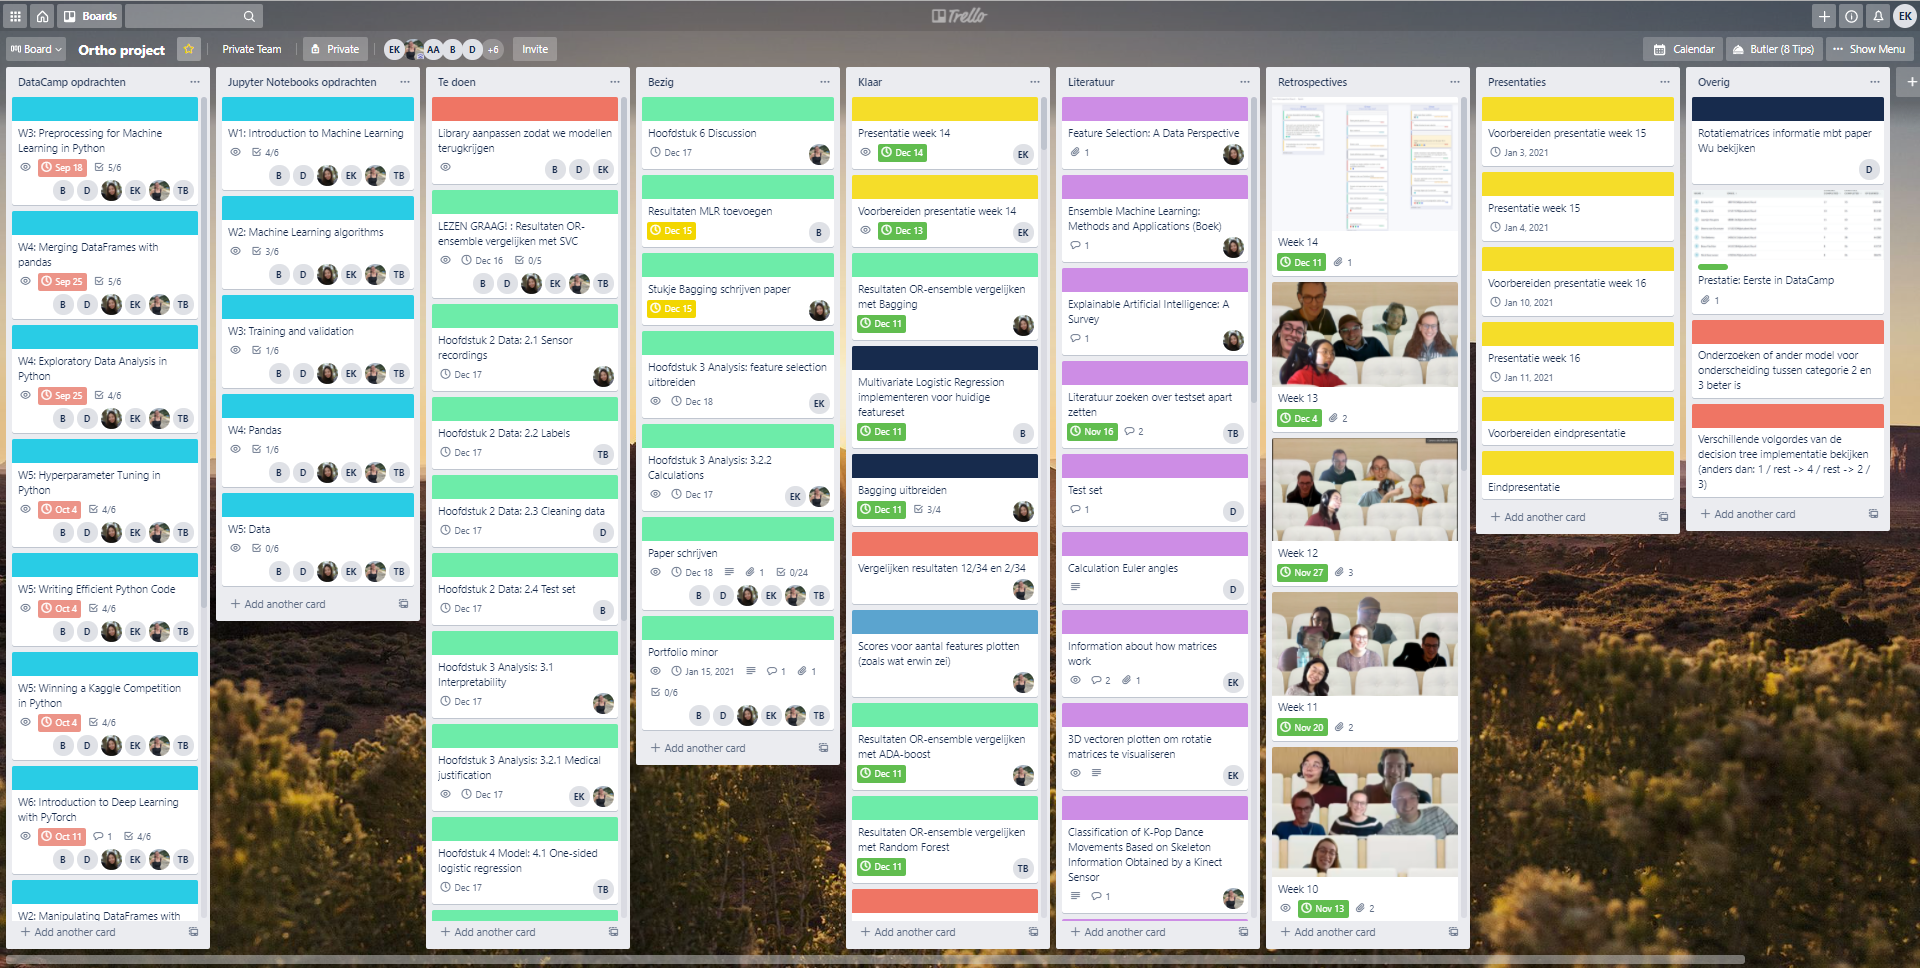 Boards
Trello
EK
Board
Ortho project
Private Team
Private
EK
AA
B
D
+6
Invite
Calendar
Butler (8 Tips)
Show Menu
DataCamp opdrachten
W3: Preprocessing for Machine
Learning in Python
Sep 18
5/6
B D EK TB
W4: Merging DataFrames with
pandas
Sep 25
5/6
B D EK TB
W4: Exploratory Data Analysis in
Python
Sep 25
4/6
B D EK TB
W5: Hyperparameter Tuning in
Python
Oct 4
4/6
B D EK TB
W5: Writing Efficient Python Code
Oct 4
4/6
B D EK TB
W5: Winning a Kaggle Competition
in Python
Oct 4
4/6
B D EK TB
W6: Introduction to Deep Learning
with PyTorch
Oct 11
1
4/6
B D EK TB
W2: Manipulating DataFrames with
+ Add another card
Jupyter Notebooks opdrachten
W1: Introduction to Machine Learning
4/6
B D EK TB
W2: Machine Learning algorithms
3/6
B D EK TB
W3: Training and validation
1/6
B D EK TB
W4: Pandas
1/6
B D EK TB
W5: Data
0/6
B D EK TB
+ Add another card
Te doen
Library aanpassen zodat we modellen
terugkrijgen
B D EK
LEZEN GRAAG! : Resultaten OR-
ensemble vergelijken met SVC
Dec 16
0/5
B D EK TB
Hoofdstuk 2 Data: 2.1 Sensor
recordings
Dec 17
Hoofdstuk 2 Data: 2.2 Labels
Dec 17
TB
Hoofdstuk 2 Data: 2.3 Cleaning data
Dec 17
D
Hoofdstuk 2 Data: 2.4 Test set
Dec 17
B
Hoofdstuk 3 Analysis: 3.1
Interpretability
Dec 17
Hoofdstuk 3 Analysis: 3.2.1 Medical
justification
Dec 17
EK
Hoofdstuk 4 Model: 4.1 One-sided
logistic regression
Dec 17
TB
+ Add another card
Bezig
Hoofdstuk 6 Discussion
Dec 17
Resultaten MLR toevoegen
Dec 15
B
Stukje Bagging schrijven paper
Dec 15
Hoofdstuk 3 Analysis: feature selection
uitbreiden
Dec 18
EK
Hoofdstuk 3 Analysis: 3.2.2
Calculations
Dec 17
EK
Paper schrijven
Dec 18
1
0/24
B D EK TB
Portfolio minor
Jan 15, 2021
1
1
0/6
B D EK TB
+ Add another card
Klaar
Presentatie week 14
Dec 14
EK
Voorbereiden presentatie week 14
Dec 13
EK
Resultaten OR-ensemble vergelijken
met Bagging
Dec 11
Multivariate Logistic Regression
implementeren voor huidige
featureset
Dec 11
B
Bagging uitbreiden
Dec 11
3/4
Vergelijken resultaten 12/34 en 2/34
Scores voor aantal features plotten
(zoals wat erwin zei)
Resultaten OR-ensemble vergelijken
met ADA-boost
Dec 11
Resultaten OR-ensemble vergelijken
met Random Forest
Dec 11
TB
+ Add another card
Literatuur
Feature Selection: A Data Perspective
1
Ensemble Machine Learning:
Methods and Applications (Boek)
1
Explainable Artificial Intelligence: A
Survey
1
Literatuur zoeken over testset apart
zetten
Nov 16
2
TB
Test set
1
D
Calculation Euler angles
D
Information about how matrices
work
2
1
EK
3D vectoren plotten om rotatie
matrices te visualiseren
EK
Classification of K-Pop Dance
Movements Based on Skeleton
Information Obtained by a Kinect
Sensor
1
+ Add another card
Retrospectives
Week 14
Dec 11
1
Week 13
Dec 4
2
Week 12
Nov 27
3
Week 11
Nov 20
2
Week 10
Nov 13
2
+ Add another card
Presentaties
Voorbereiden presentatie week 15
Jan 3, 2021
Presentatie week 15
Jan 4, 2021
Voorbereiden presentatie week 16
Jan 10, 2021
Presentatie week 16
Jan 11, 2021
Voorbereiden eindpresentatie
Eindpresentatie
+ Add another card
Overig
Rotatiematrices informatie mbt paper
Wu bekijken
D
Prestatie: Eerste in DataCamp
1
Onderzoeken of ander model voor
onderscheiding tussen categorie 2 en
3 beter is
Verschillende volgordes van de
decision tree implementatie bekijken
(anders dan: 1 / rest -> 4 / rest -> 2 /
3)
+ Add another card